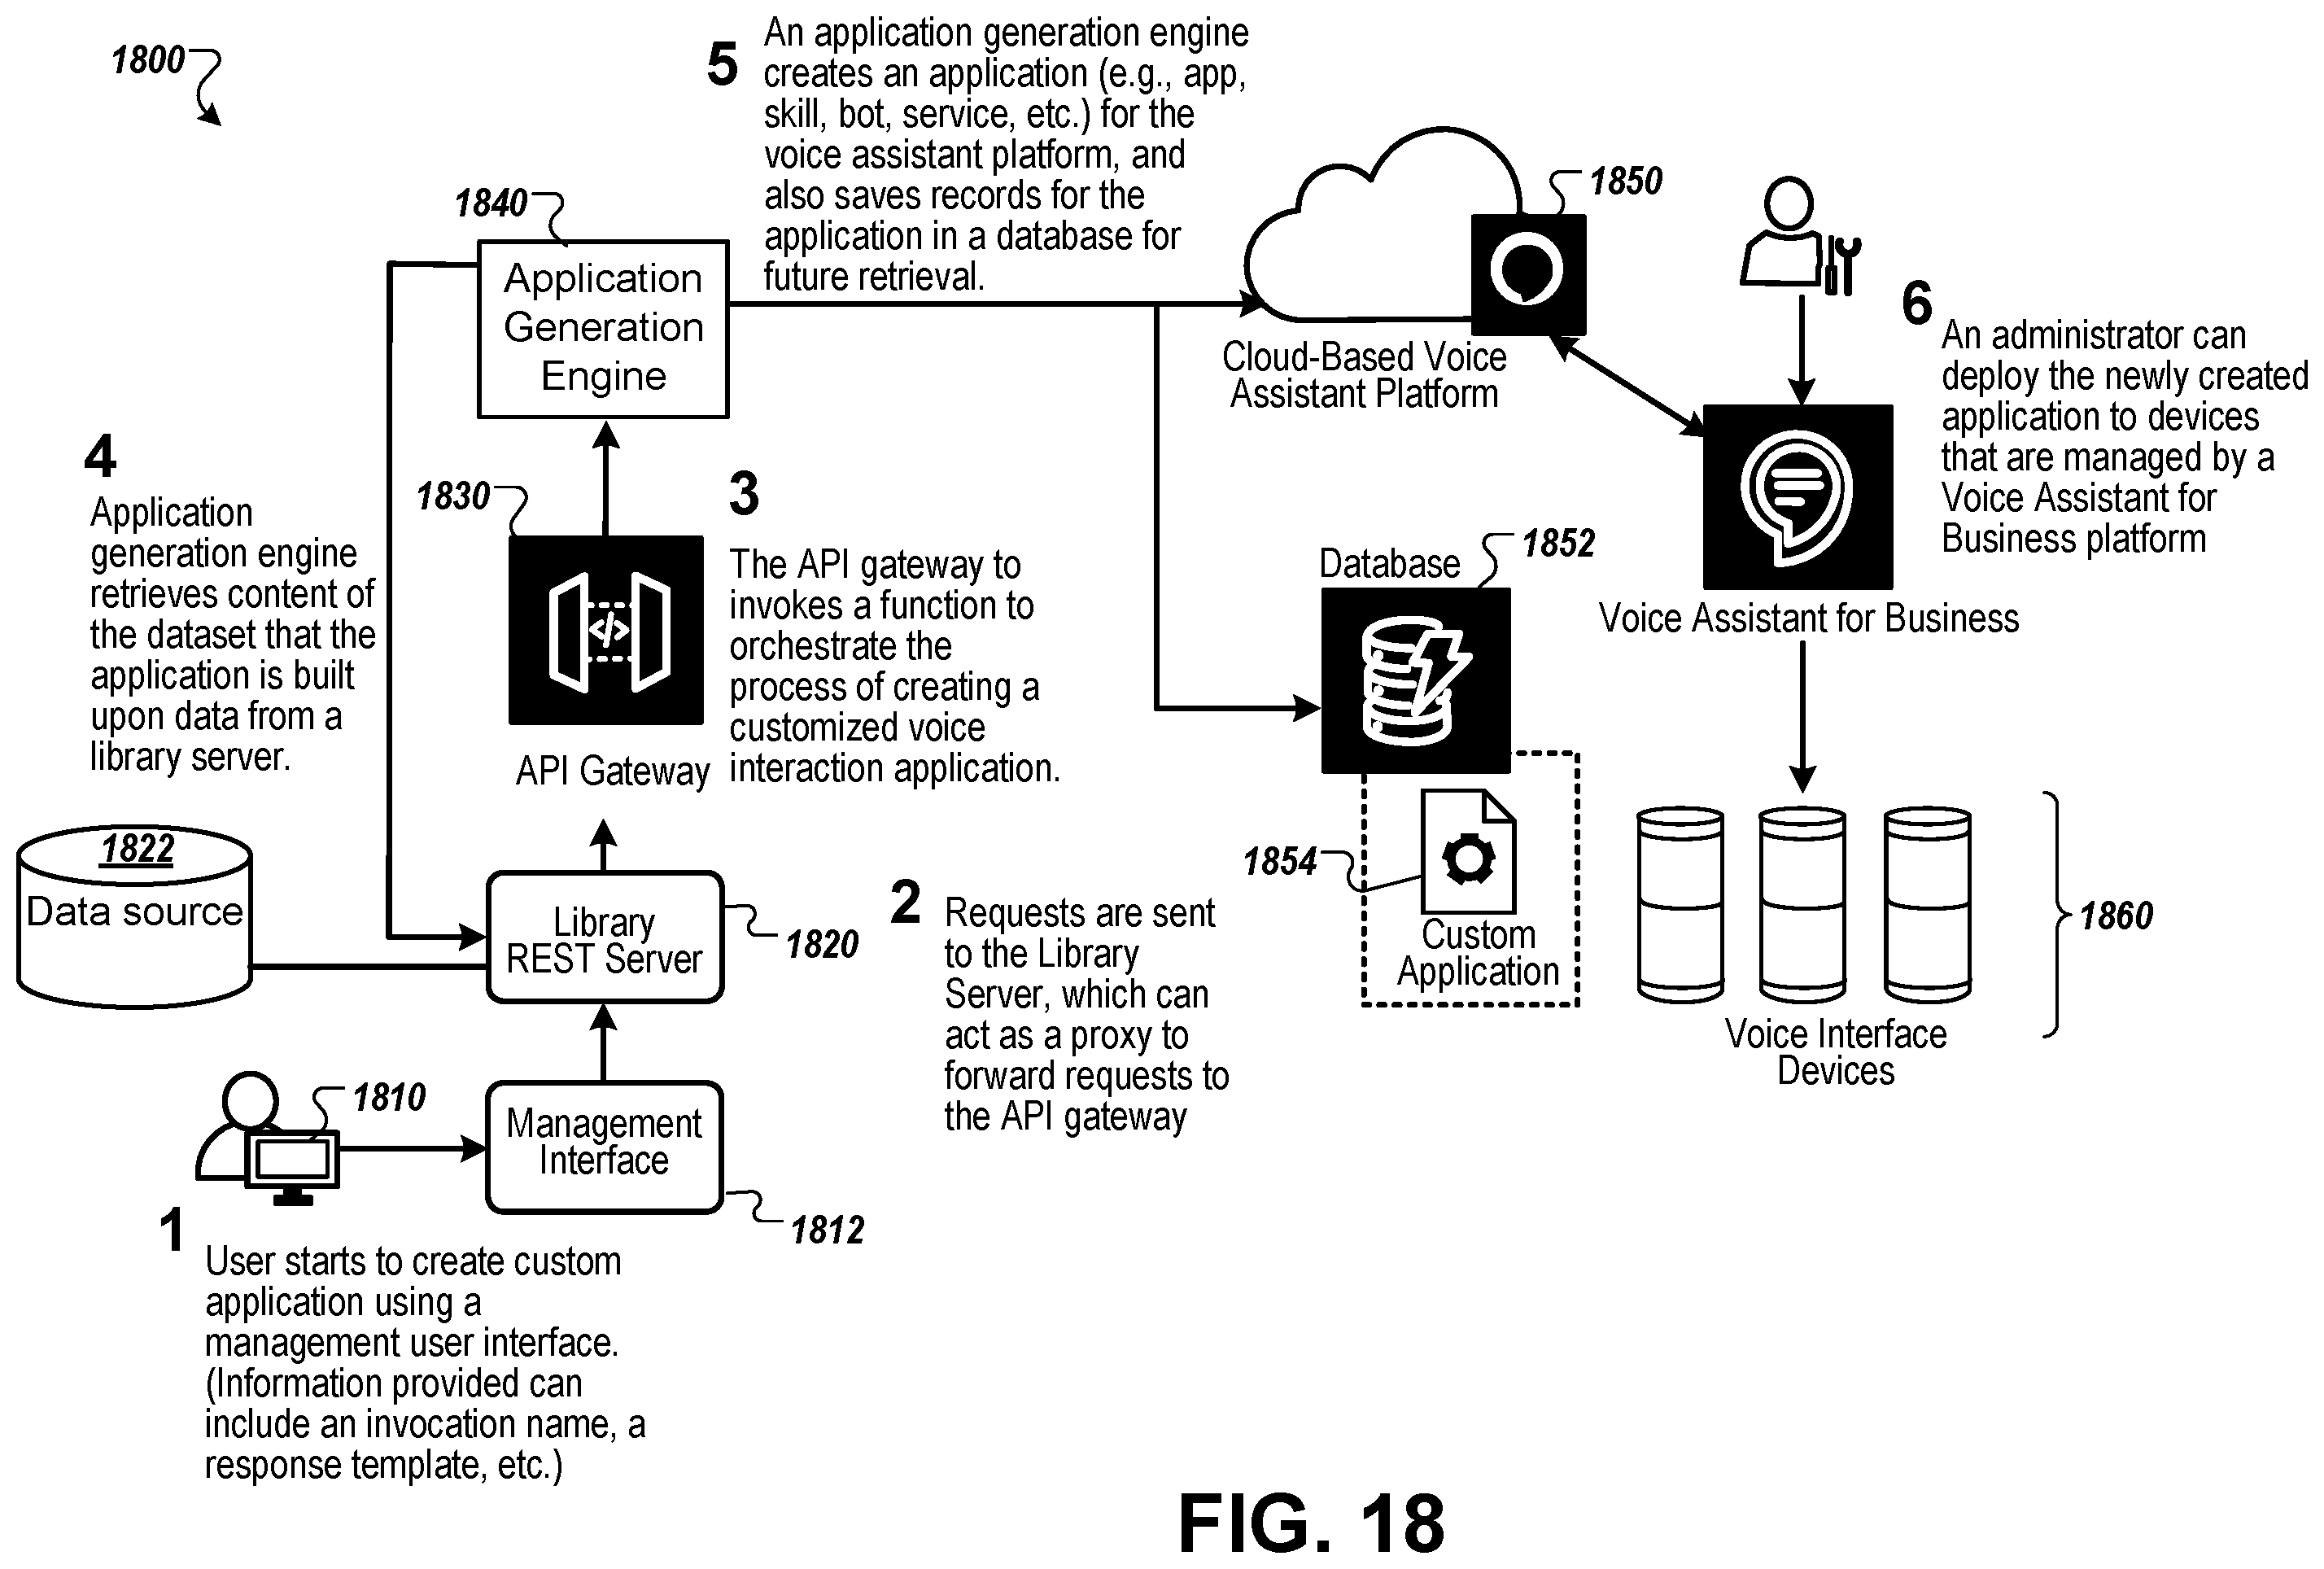 1800
5
An application generation engine
creates an application (e.g., app,
skill, bot, service, etc.) for the
voice assistant platform, and
also saves records for the
application in a database for
future retrieval.
1840
Application
Generation
Engine
1850
Cloud-Based Voice
Assistant Platform
6
An administrator can
deploy the newly created
application to devices
that are managed by a
Voice Assistant for
Business platform
4
Application
generation engine
retrieves content of
the dataset that the
application is built
upon data from a
library server.
1830
</>
API Gateway
3
The API gateway to
invokes a function to
orchestrate the
process of creating a
customized voice
interaction application.
Database
1852
Voice Assistant for Business
1822
Data source
Library
REST Server
1820
2
Requests are sent
to the Library
Server, which can
act as a proxy to
forward requests to
the API gateway
1854
Custom
Application
1860
Voice Interface
Devices
1810
Management
Interface
1812
1
User starts to create custom
application using a
management user interface.
(Information provided can
include an invocation name, a
response template, etc.)
FIG. 18